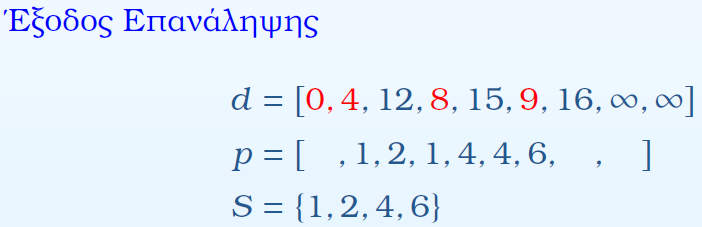 Έξοδος Επανάληψης
d = [0, 4, 12, 8, 15, 9, 16, ∞, ∞]
p = [ , 1, 2, 1, 4, 4, 6, , ]
S = {1, 2, 4, 6}